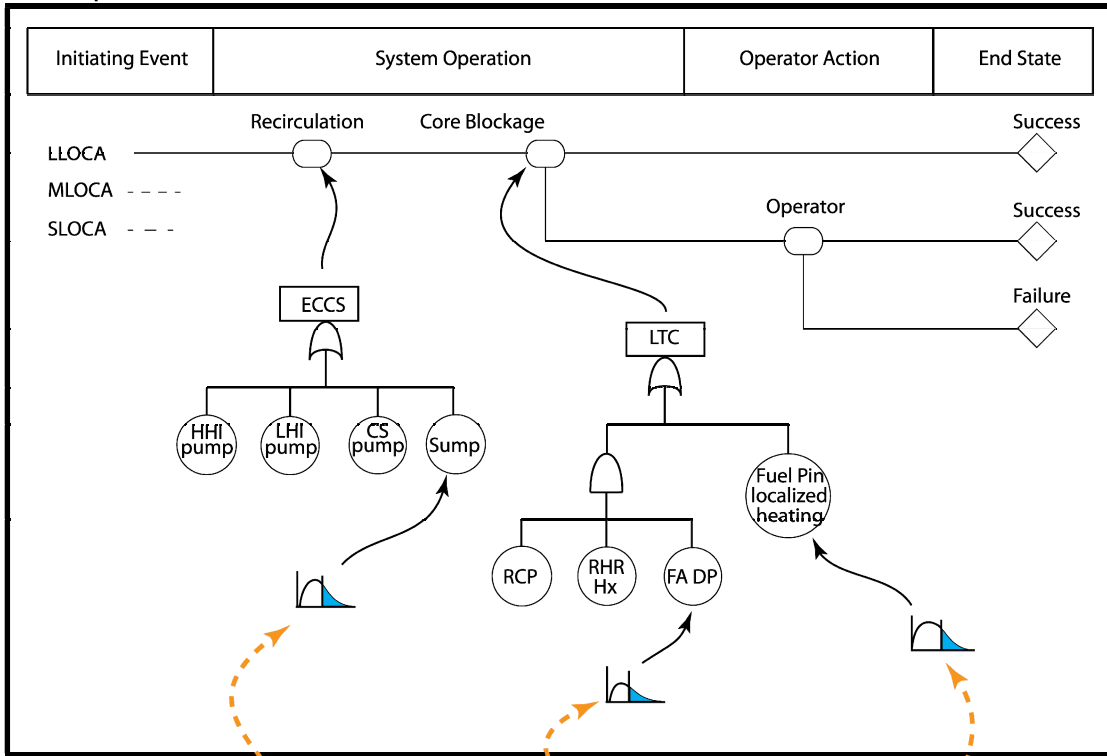 Initiating Event
System Operation
Operator Action
End State
Recirculation
Core Blockage
Success
LLOCA
MLOCA
SLOCA
Operator
Success
Failure
ECCS
LTC
HHI
pump
LHI
pump
CS
pump
Sump
Fuel Pin
localized
heating
RCP
RHR
Hx
FA DP